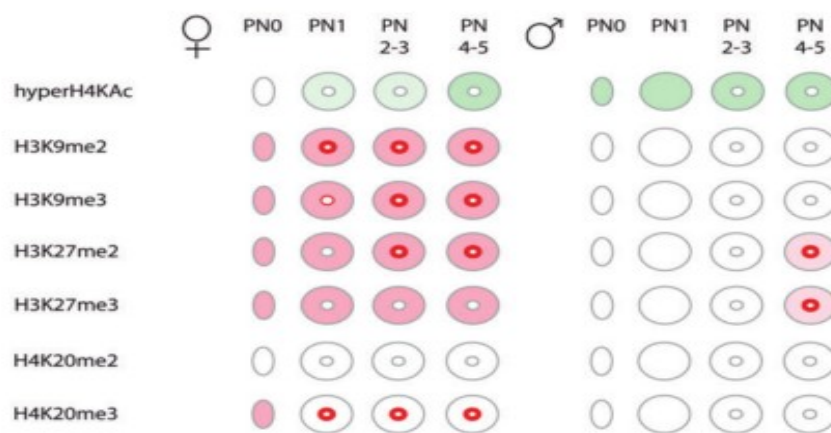 ♀ PN0 PN1 PN 2-3 PN 4-5 ♂ PN0 PN1 PN 2-3 PN 4-5
hyperH4KAc
H3K9me2
H3K9me3
H3K27me2
H3K27me3
H4K20me2
H4K20me3